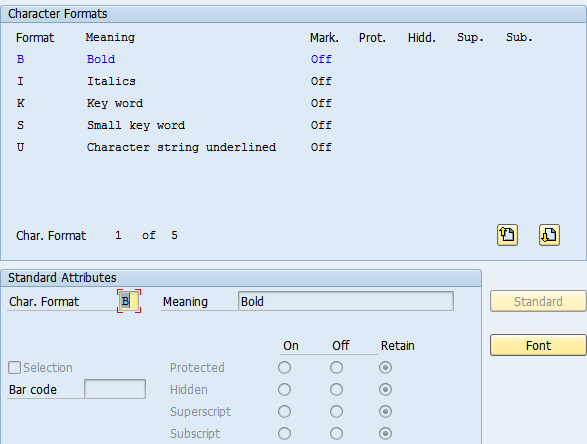 Character Formats
Format Meaning Mark. Prot. Hidd. Sup. Sub.
B Bold Off
I Italics Off
K Key word Off
S Small key word Off
U Character string underlined Off
Char. Format 1 of 5
Standard Attributes
Char. Format B Meaning Bold Standard
On Off Retain Font
Selection Protected
Bar code Hidden
Superscript
Subscript